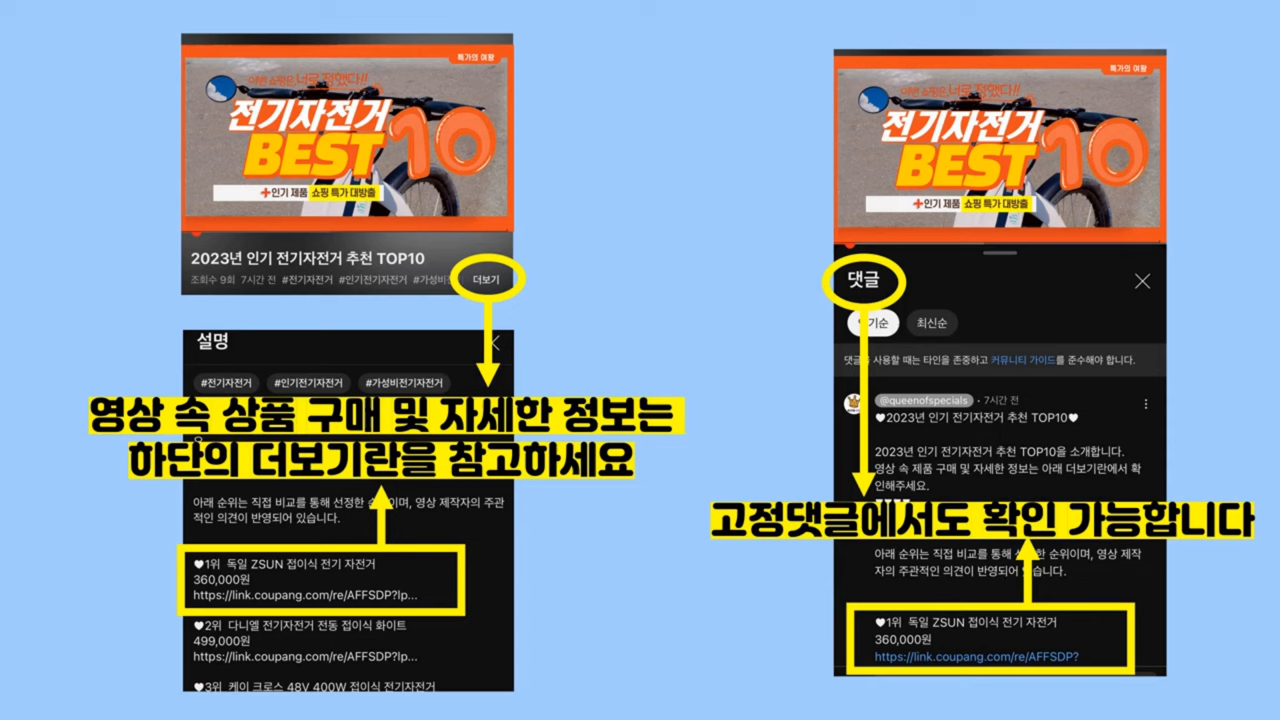 특가의 여왕
이번 쇼핑은 너로 정했다!!
전기자전거
BEST 10
+인기 제품 쇼핑 특가 대방출
2023년 인기 전기자전거 추천 TOP10
조회수 9회 7시간 전 #전기자전거 #인기전기자전거 #가성비 더보기
설명
#전기자전거 #인기전기자전거 #가성비전기자전거
영상 속 상품 구매 및 자세한 정보는
하단의 더보기란을 참고하세요
아래 순위는 직접 비교를 통해 선정한 순위이며, 영상 제작자의 주관
적인 의견이 반영되어 있습니다.
♥1위 독일 ZSUN 접이식 전기 자전거
360,000원
https://link.coupang.com/re/AFFSDP?lp...
♥2위 다니엘 전기자전거 전동 접이식 화이트
499,000원
https://link.coupang.com/re/AFFSDP?lp...
♥3위 케이 크로스 48V 400W 접이식 전기자전거
특가의 여왕
이번 쇼핑은 너로 정했다!!
전기자전거
BEST 10
+인기 제품 쇼핑 특가 대방출
댓글
인기순 최신순
댓글을 사용할 때는 타인을 존중하고 커뮤니티 가이드를 준수해야 합니다.
@queenofspecials · 7시간 전
♥2023년 인기 전기자전거 추천 TOP10♥
2023년 인기 전기자전거 추천 TOP10을 소개합니다.
영상 속 제품 구매 및 자세한 정보는 아래 더보기란에서 확
인해주세요.
고정댓글에서도 확인 가능합니다
아래 순위는 직접 비교를 통해 선정한 순위이며, 영상 제작
자의 주관적인 의견이 반영되어 있습니다.
♥1위 독일 ZSUN 접이식 전기 자전거
360,000원
https://link.coupang.com/re/AFFSDP?